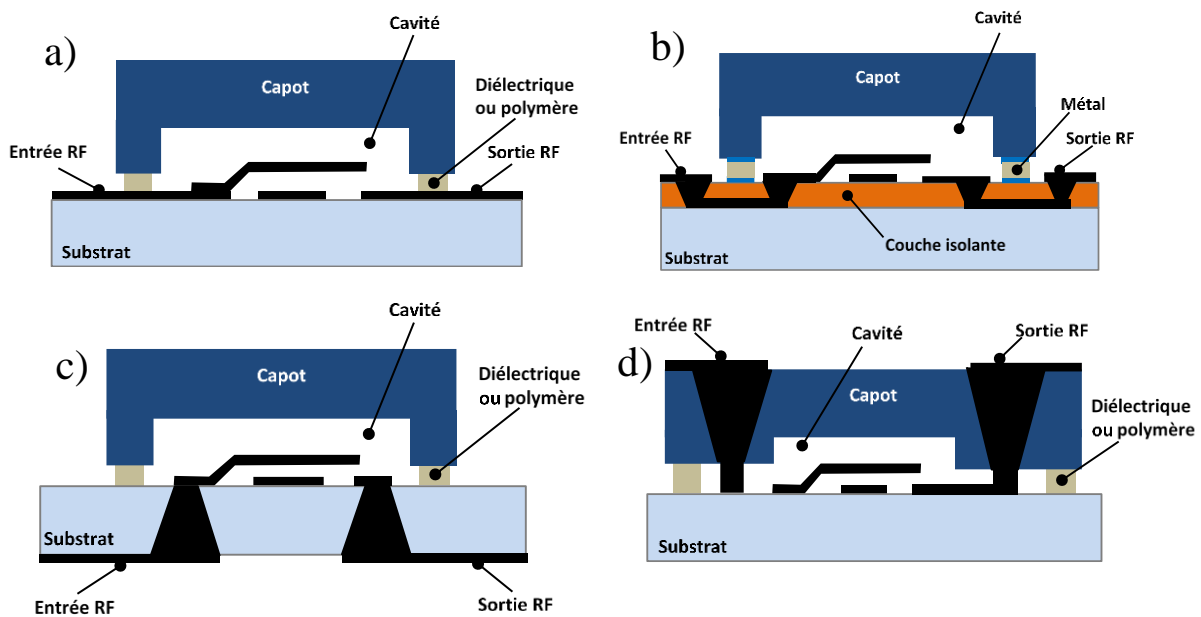 a)
Cavité
Capot
Diélectrique
ou polymère
Entrée RF
Sortie RF
Substrat
b)
Cavité
Capot
Métal
Entrée RF
Sortie RF
Couche isolante
Substrat
c)
Cavité
Capot
Diélectrique
ou polymère
Substrat
Entrée RF
Sortie RF
d)
Entrée RF
Cavité
Sortie RF
Capot
Diélectrique
ou polymère
Substrat